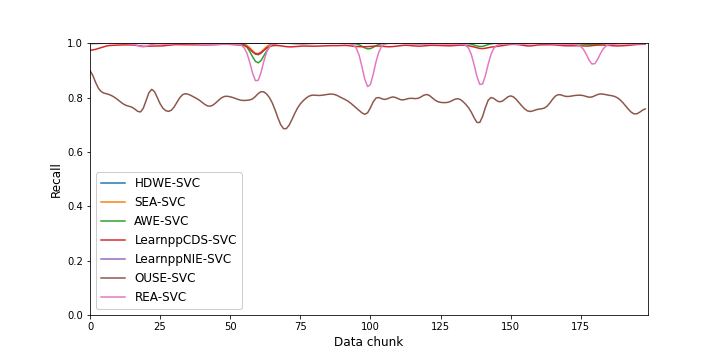 1.0
0.8
0.6
0.4
0.2
0.0
Recall
HDWE-SVC
SEA-SVC
AWE-SVC
LearnppCDS-SVC
LearnppNIE-SVC
OUSE-SVC
REA-SVC
0 25 50 75 100 125 150 175
Data chunk